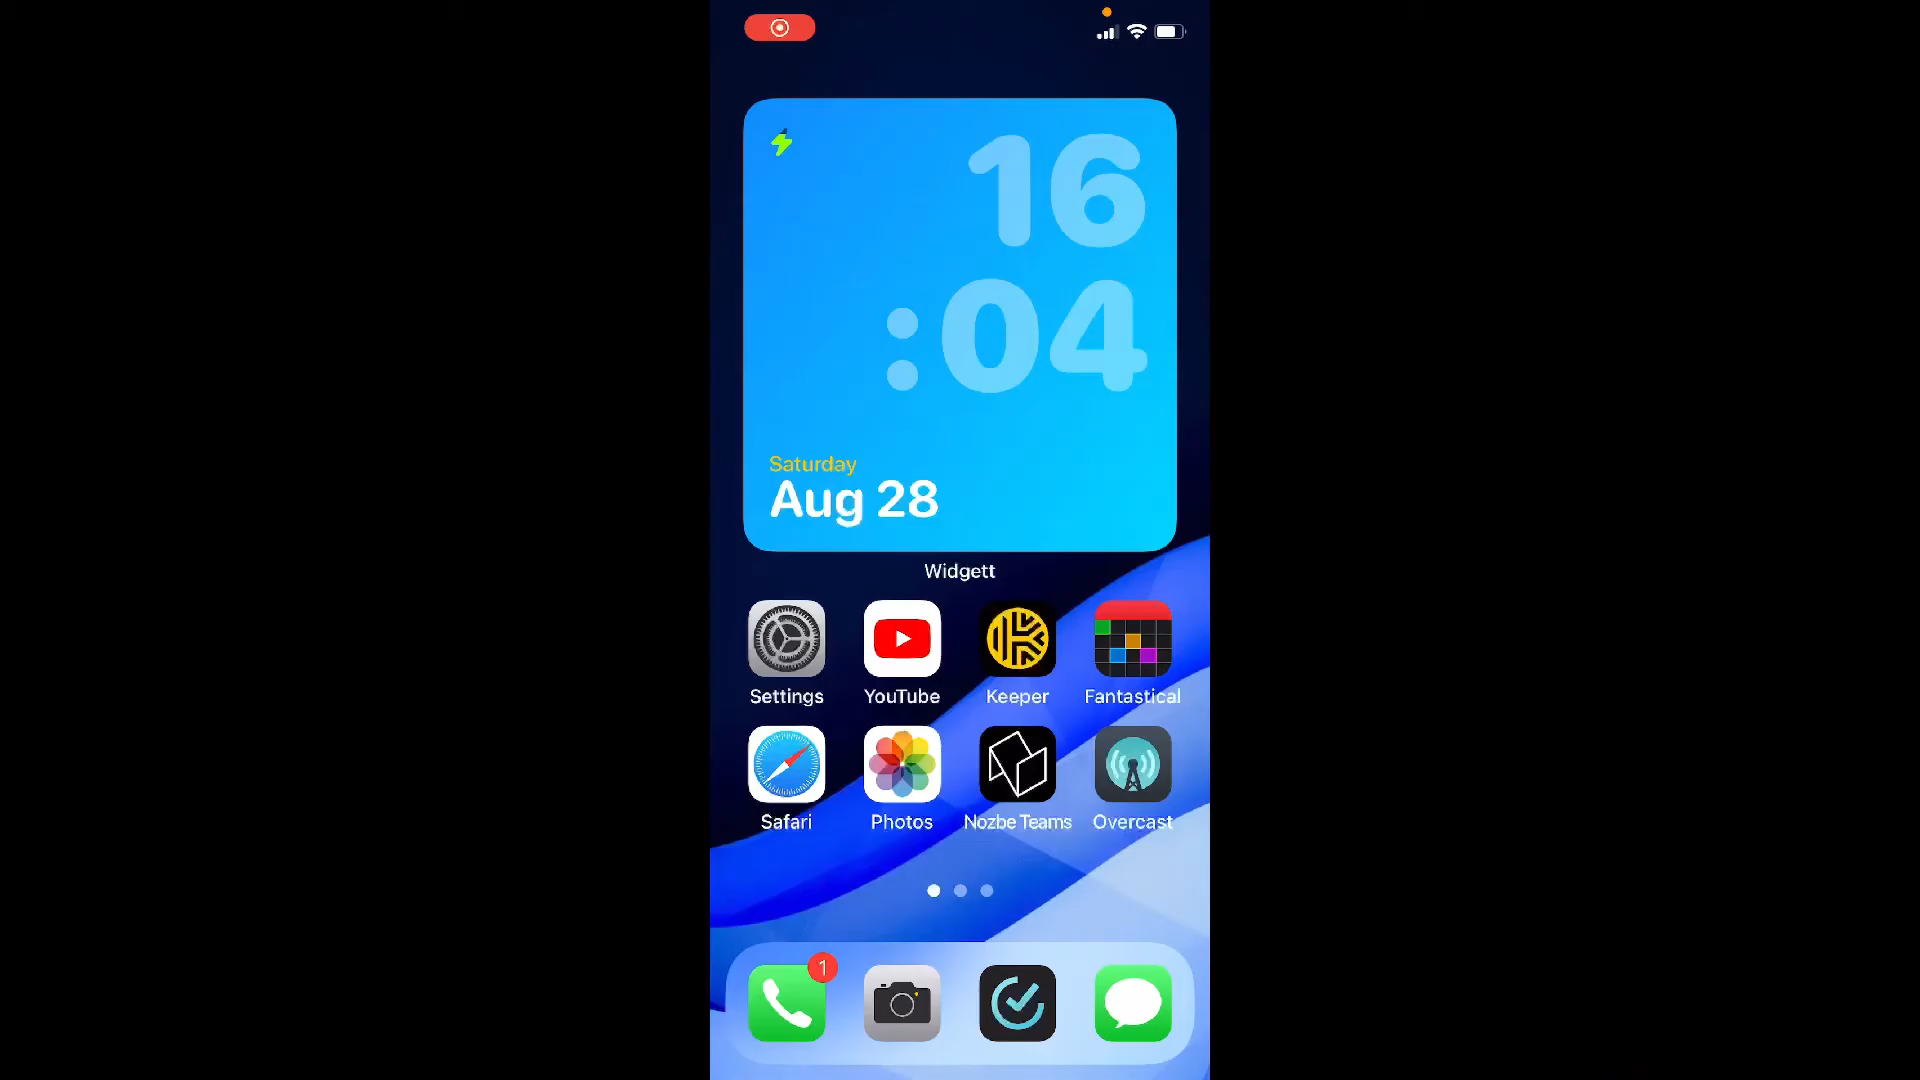 16
:04
Saturday
Aug 28
Widgett
Settings YouTube Keeper Fantastical
Safari Photos Nozbe Teams Overcast
1